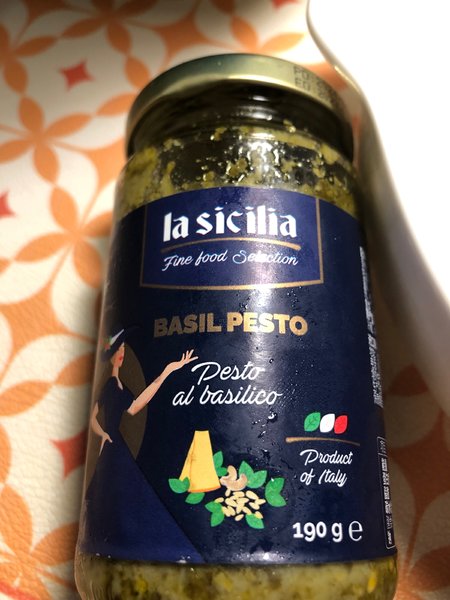 la sicilia
Fine food Selection
BASIL PESTO
Pesto
al basilico
Product
of Italy
190 g e